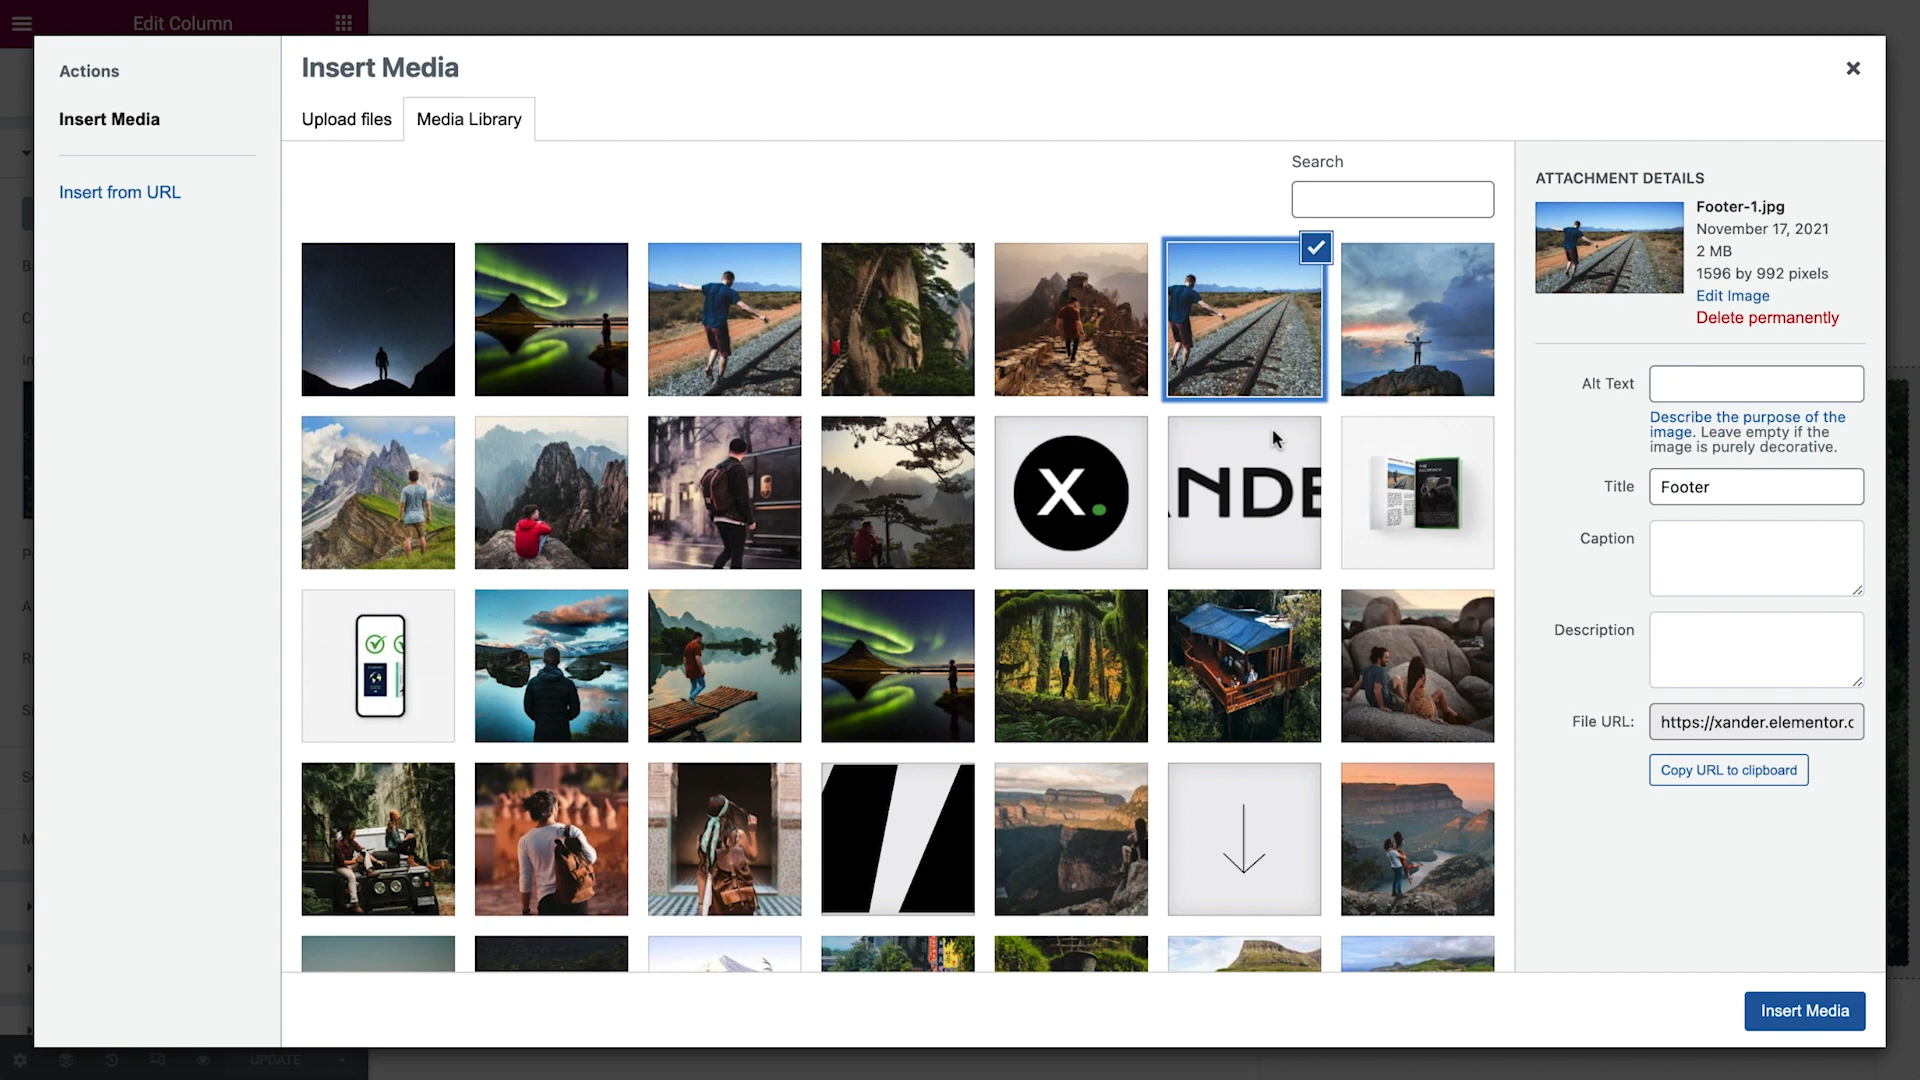 Edit Column
Actions
Insert Media
Insert from URL
Insert Media
Upload files
Media Library
Search
X.
NDE
ATTACHMENT DETAILS
Footer-1.jpg
November 17, 2021
2 MB
1596 by 992 pixels
Edit Image
Delete permanently
Alt Text
Describe the purpose of the
image. Leave empty if the
image is purely decorative.
Title
Footer
Caption
Description
File URL:
https://xander.elementor.c
Copy URL to clipboard
Insert Media
UPDATE